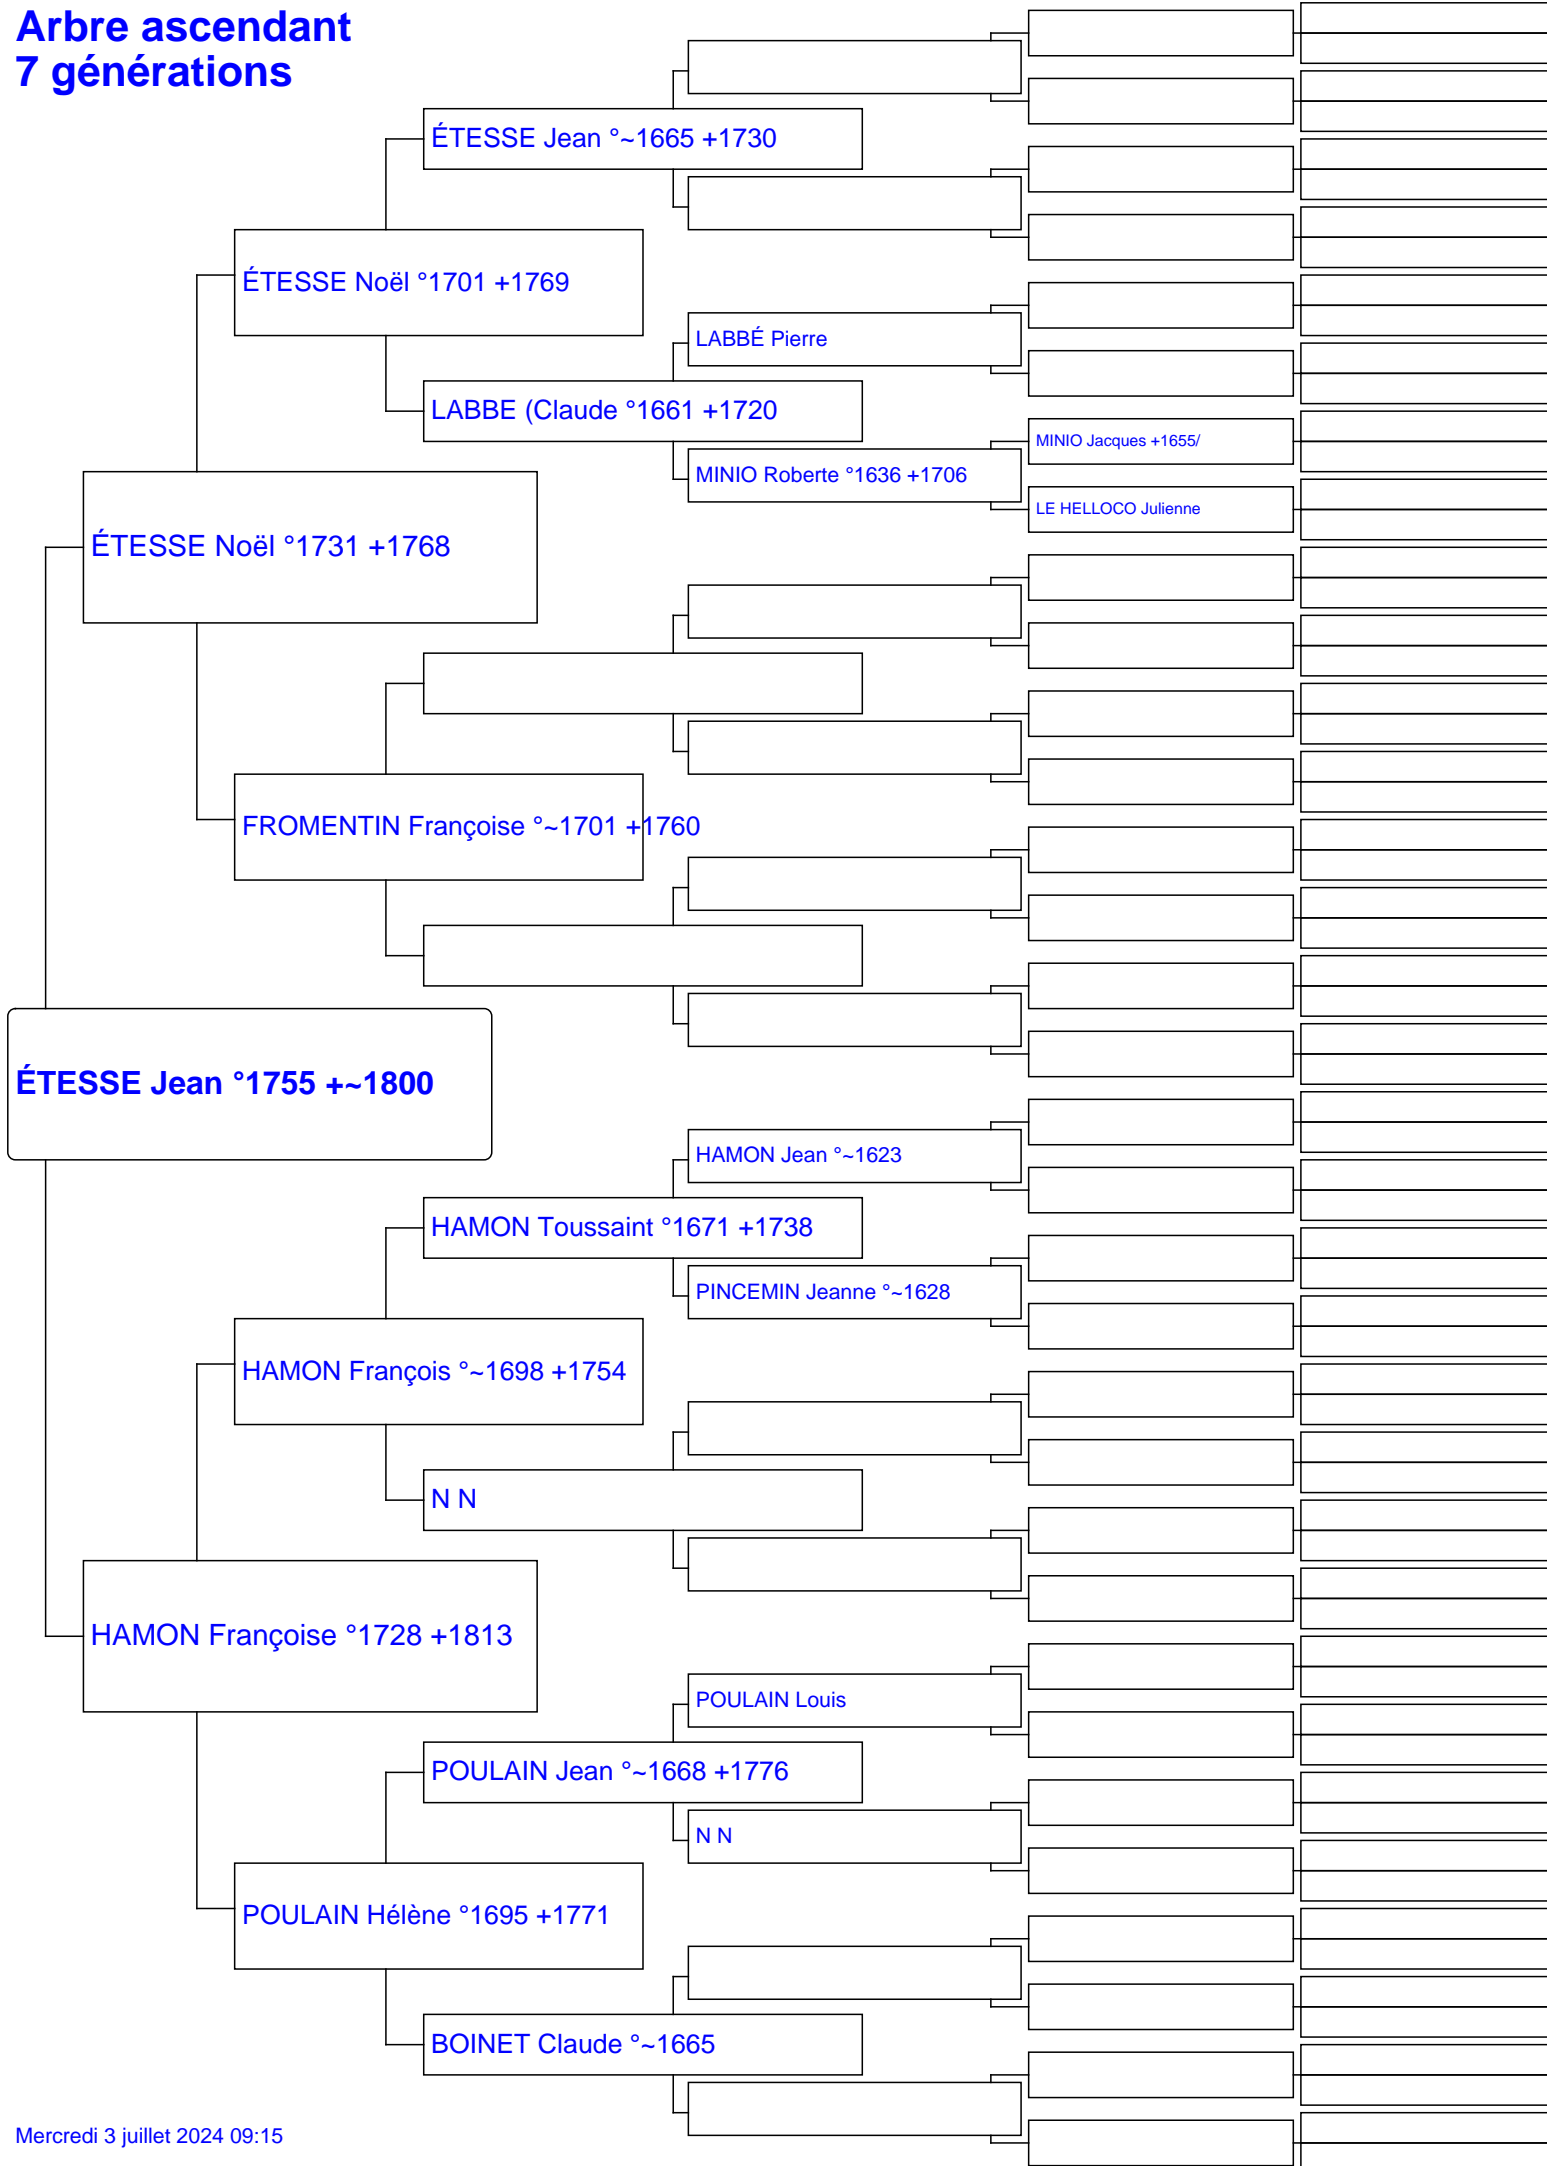 Arbre ascendant
7 générations
ÉTESSE Jean °~1665 +1730
ÉTESSE Noël °1701 +1769
LABBÉ Pierre
LABBE (Claude °1661 +1720
MINIO Jacques +1655/
MINIO Roberte °1636 +1706
LE HELLOCO Julienne
ÉTESSE Noël °1731 +1768
FROMENTIN Françoise °~1701 +1760
ÉTESSE Jean °1755 +~1800
HAMON Jean °~1623
HAMON Toussaint °1671 +1738
PINCEMIN Jeanne °~1628
HAMON François °~1698 +1754
N N
HAMON Françoise °1728 +1813
POULAIN Louis
POULAIN Jean °~1668 +1776
N N
POULAIN Hélène °1695 +1771
BOINET Claude °~1665
Mercredi 3 juillet 2024 09:15